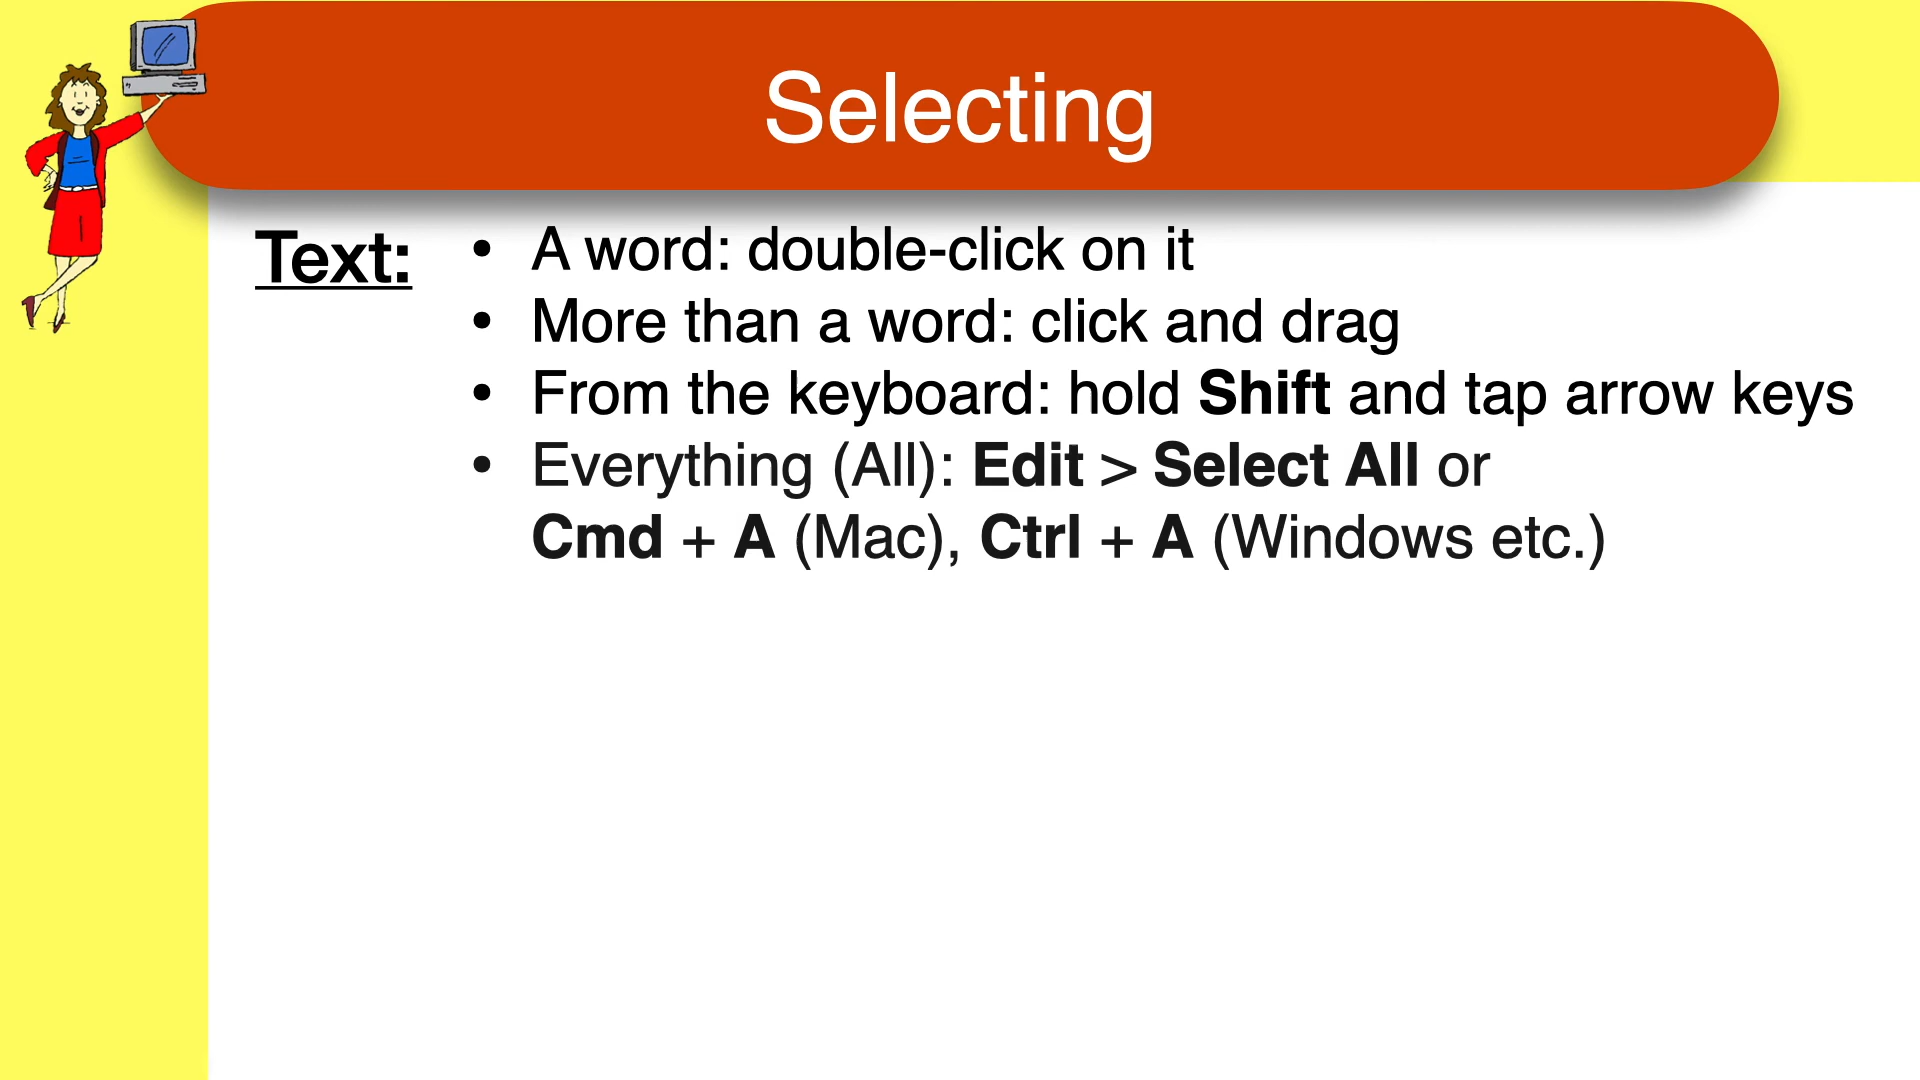 Selecting
Text:
• A word: double-click on it
• More than a word: click and drag
• From the keyboard: hold Shift and tap arrow keys
• Everything (All): Edit > Select All or
Cmd + A (Mac), Ctrl + A (Windows etc.)